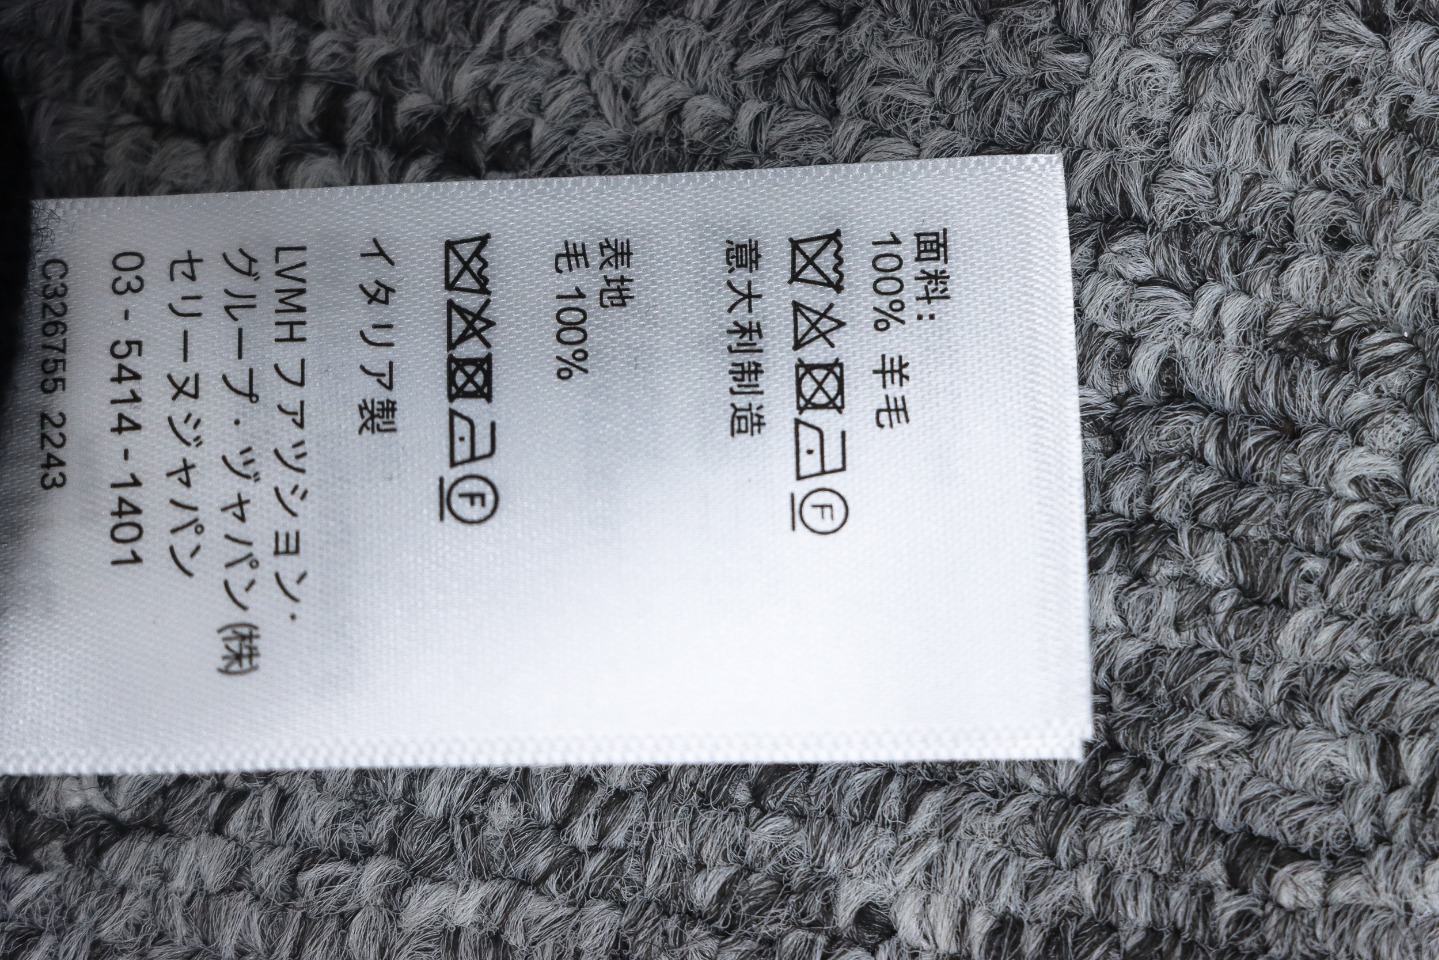 面料:
100% 羊毛
F
意大利制造
表地
毛 100%
F
イタリア製
LVMH ファッション・
グループ・ジャパン (株)
セリーヌジャパン
03 - 5414 - 1401
C326755 2243